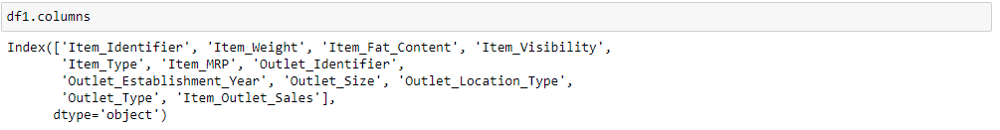 df1.columns
Index(['Item_Identifier', 'Item_Weight', 'Item_Fat_Content', 'Item_Visibility',
'Item_Type', 'Item_MRP', 'Outlet_Identifier',
'Outlet_Establishment_Year', 'Outlet_Size', 'Outlet_Location_Type',
'Outlet_Type', 'Item_Outlet_Sales'],
dtype='object')